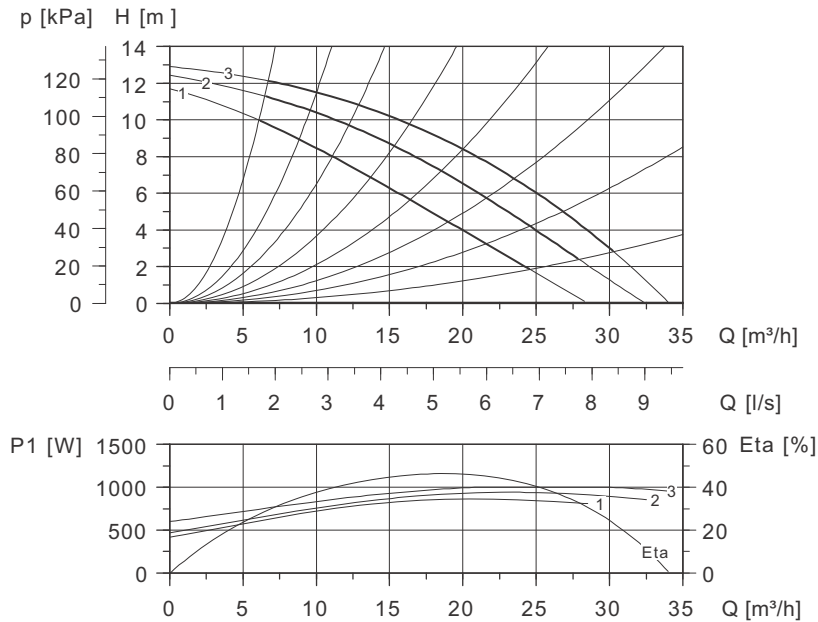 p [kPa] H [m ]
14
120 12
100 10
80 8
60 6
40 4
20 2
0 0
3
2
1
0 5 10 15 20 25 30 35 Q [m³/h]
0 1 2 3 4 5 6 7 8 9 Q [l/s]
P1 [W] 1500 60 Eta [%]
1000 40
500 20
0 0
3
2
1
Eta
0 5 10 15 20 25 30 35 Q [m³/h]